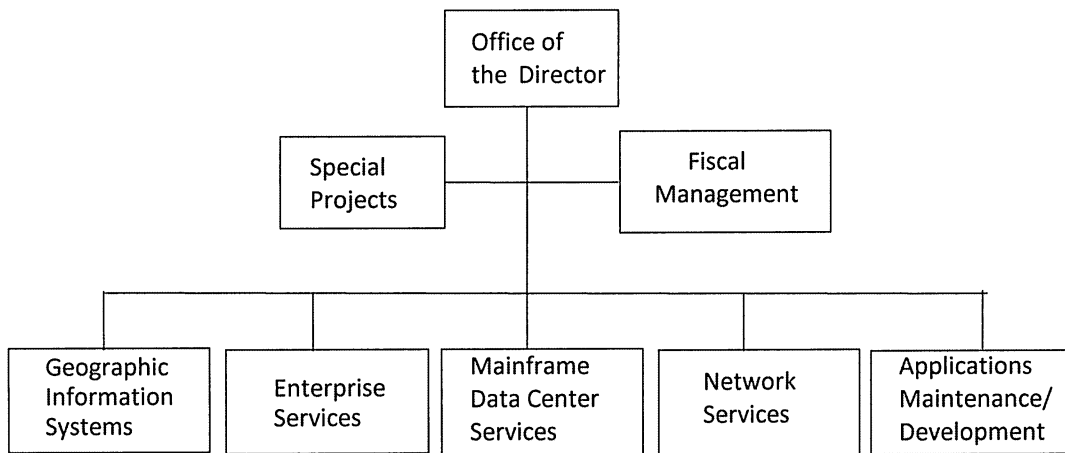 Office of
the Director
Special
Projects
Fiscal
Management
Geographic
Information
Systems
Enterprise
Services
Mainframe
Data Center
Services
Network
Services
Applications
Maintenance/
Development